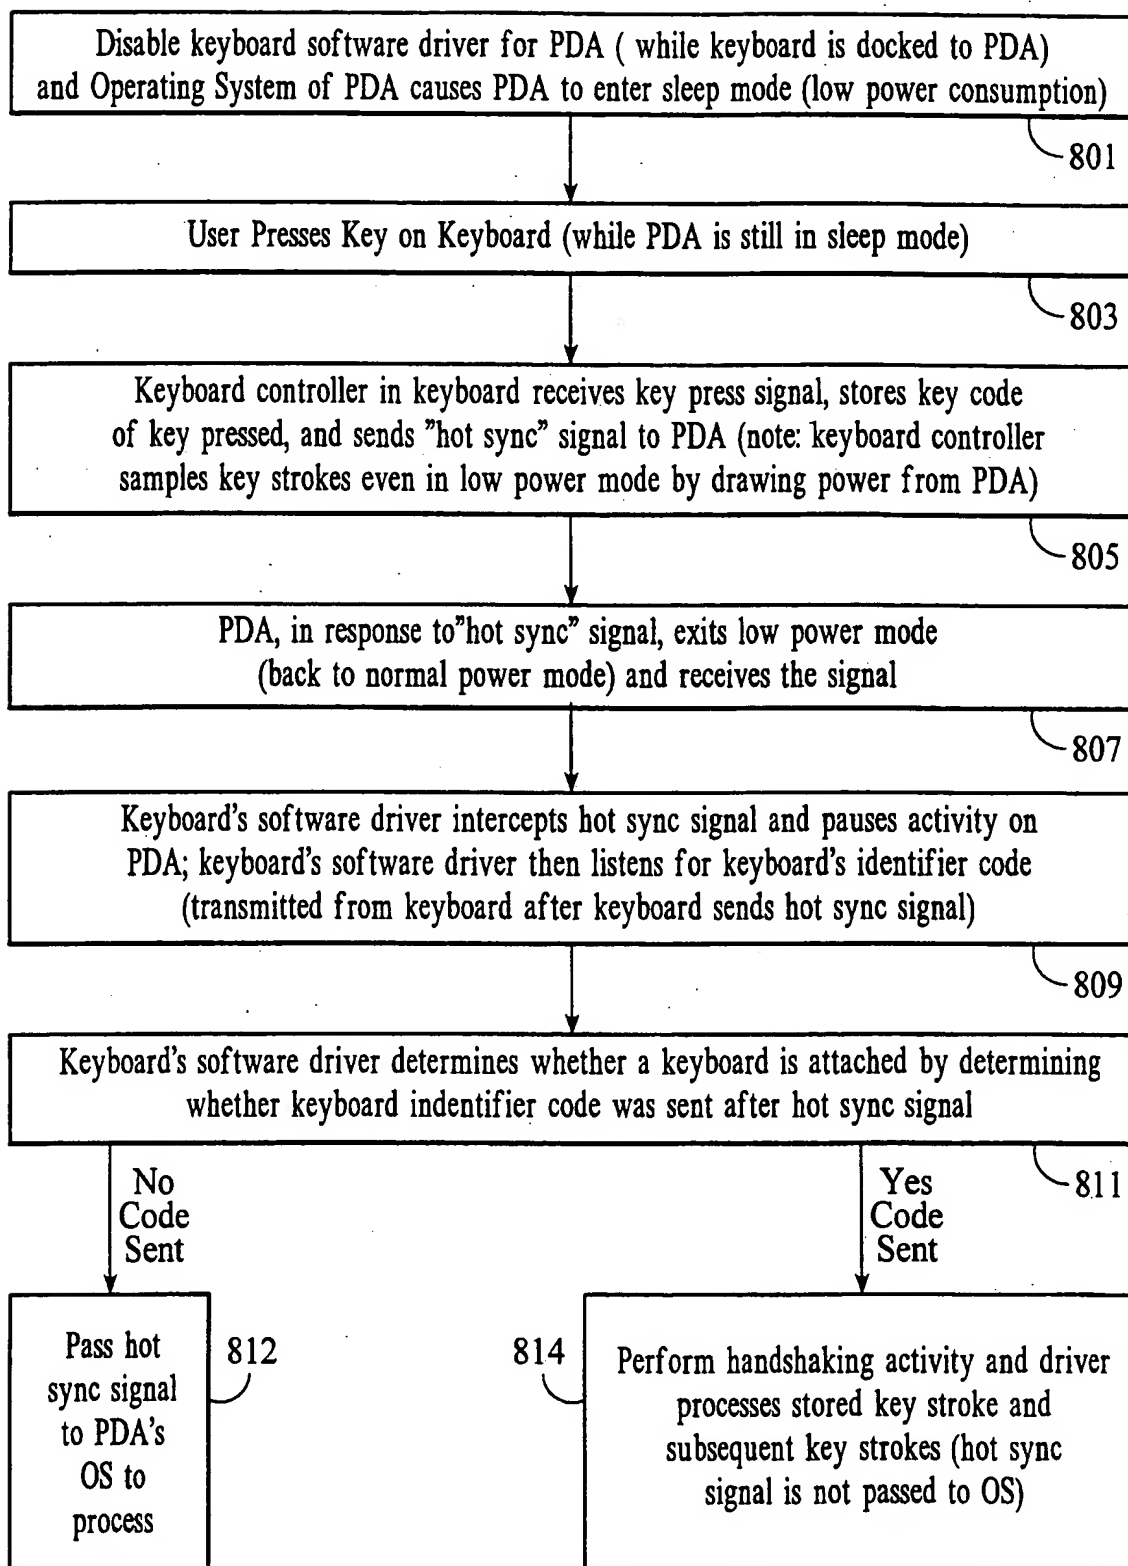 Disable keyboard software driver for PDA ( while keyboard is docked to PDA)
and Operating System of PDA causes PDA to enter sleep mode (low power consumption)
801
User Presses Key on Keyboard (while PDA is still in sleep mode)
803
Keyboard controller in keyboard receives key press signal, stores key code
of key pressed, and sends "hot sync" signal to PDA (note: keyboard controller
samples key strokes even in low power mode by drawing power from PDA)
805
PDA, in response to"hot sync" signal, exits low power mode
(back to normal power mode) and receives the signal
807
Keyboard's software driver intercepts hot sync signal and pauses activity on
PDA; keyboard's software driver then listens for keyboard's identifier code
(transmitted from keyboard after keyboard sends hot sync signal)
809
Keyboard's software driver determines whether a keyboard is attached by determining
whether keyboard indentifier code was sent after hot sync signal
811
No
Code
Sent
Yes
Code
Sent
Pass hot
sync signal
to PDA's
OS to
process
812
814
Perform handshaking activity and driver
processes stored key stroke and
subsequent key strokes (hot sync
signal is not passed to OS)